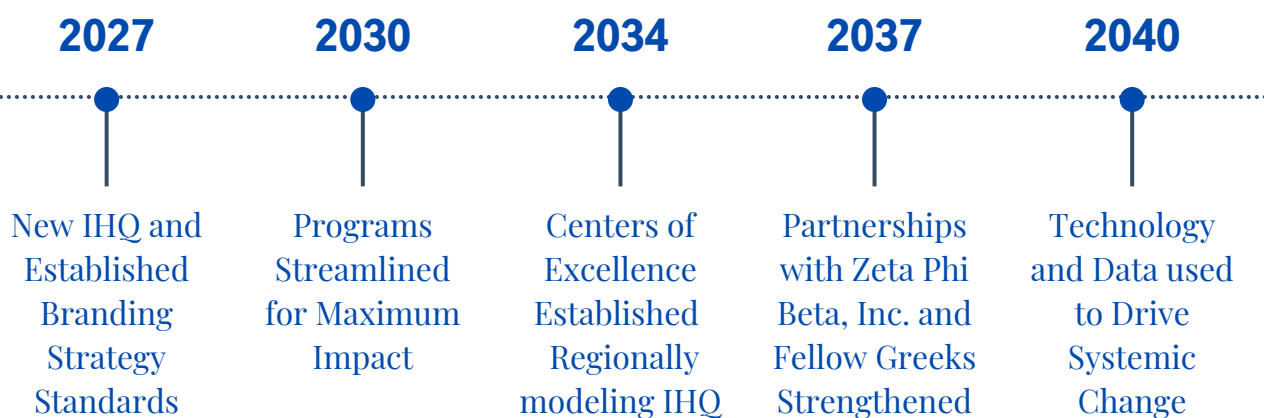 2027
New IHQ and
Established
Branding
Strategy
Standards
2030
Programs
Streamlined
for Maximum
Impact
2034
Centers of
Excellence
Established
Regionally
modeling IHQ
2037
Partnerships
with Zeta Phi
Beta, Inc. and
Fellow Greeks
Strengthened
2040
Technology
and Data used
to Drive
Systemic
Change